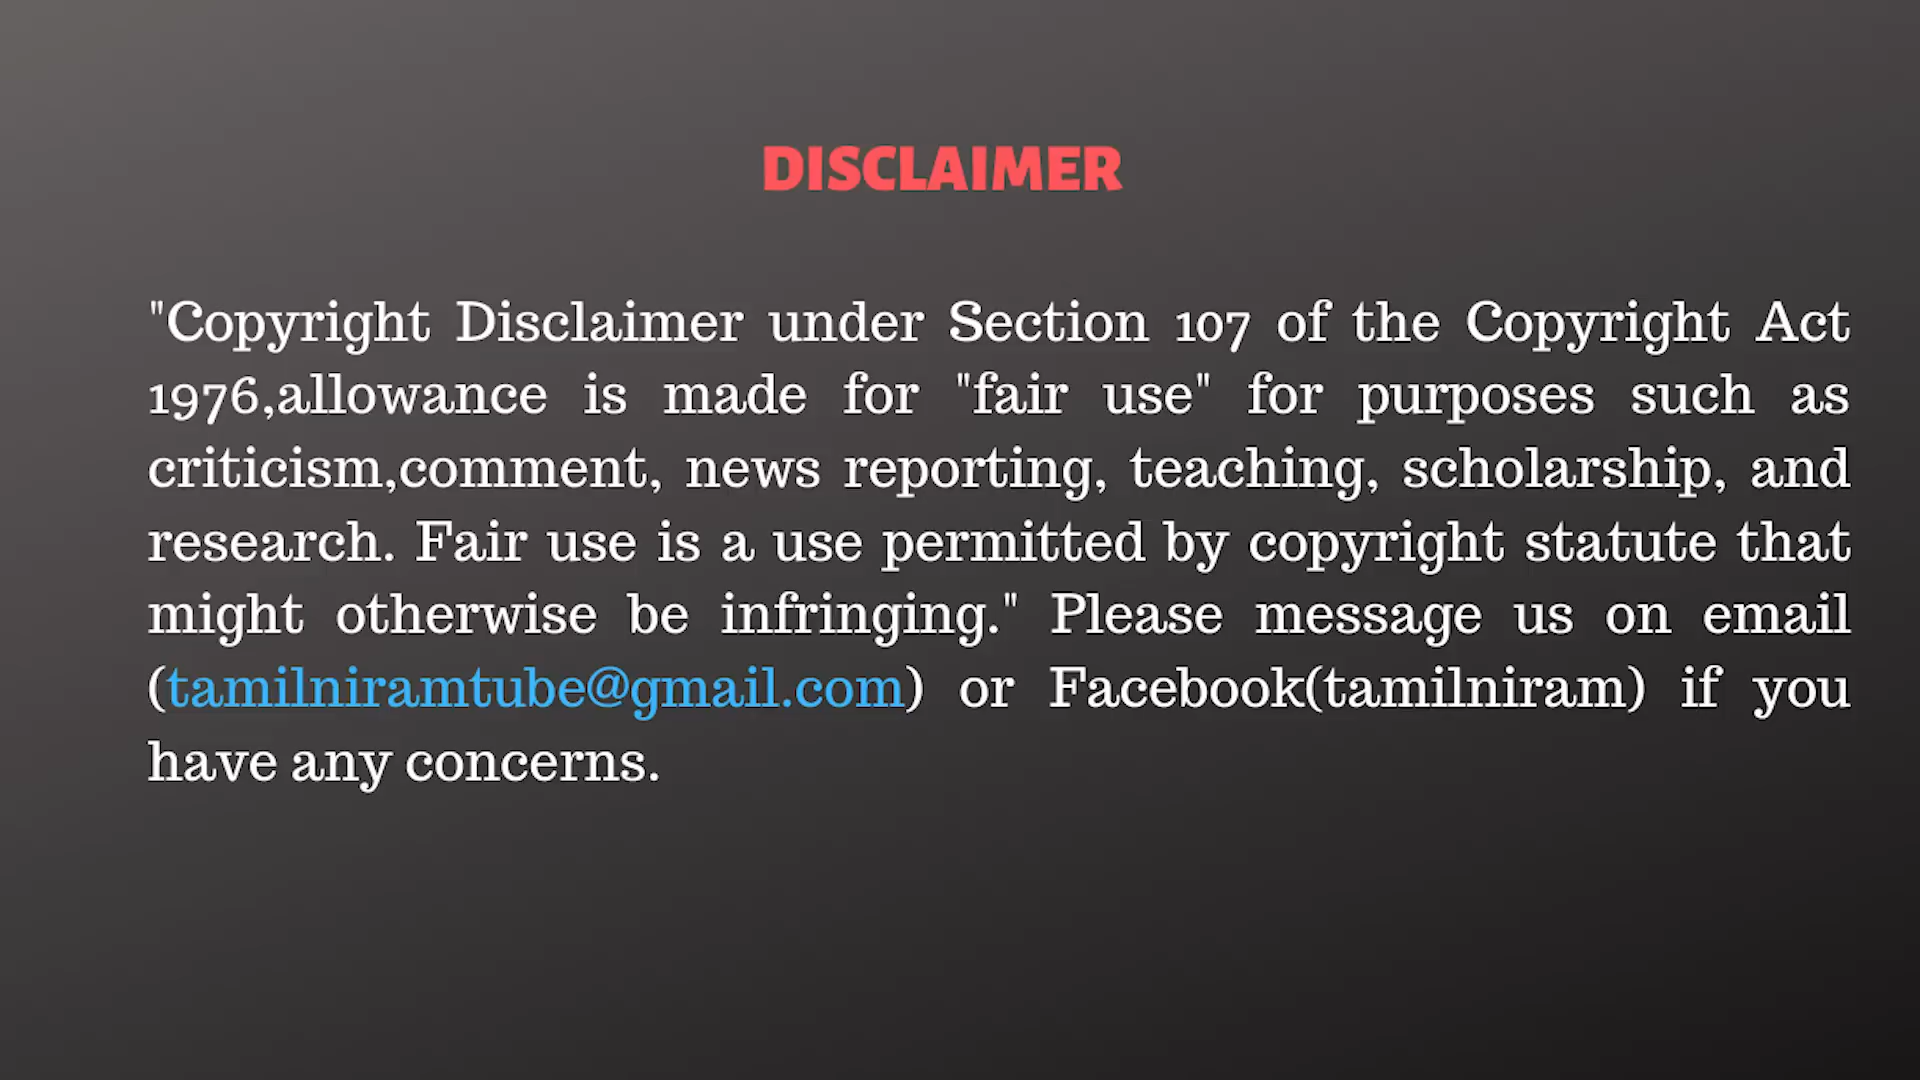 DISCLAIMER
"Copyright Disclaimer under Section 107 of the Copyright Act
1976,allowance is made for "fair use" for purposes such as
criticism,comment, news reporting, teaching, scholarship, and
research. Fair use is a use permitted by copyright statute that
might otherwise be infringing." Please message us on email
(tamilniramtube@gmail.com) or Facebook(tamilniram) if you
have any concerns.